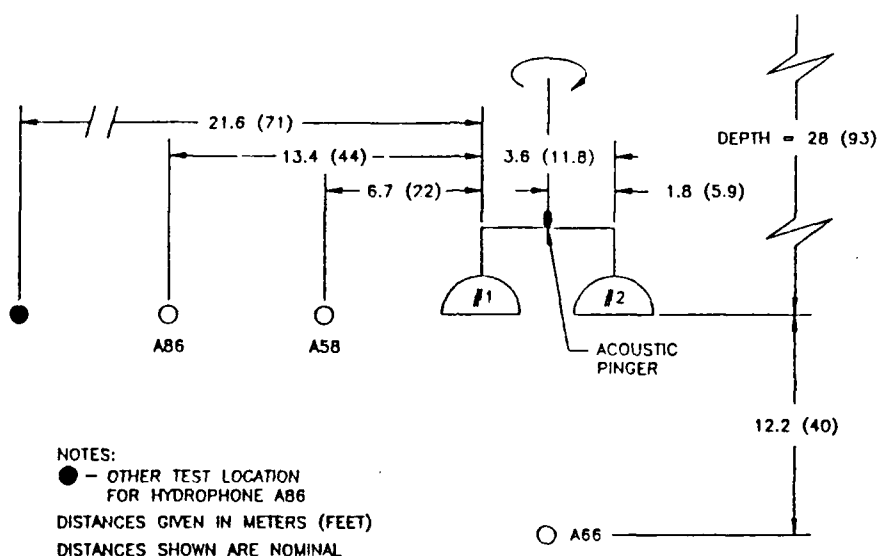 21.6 (71)
DEPTH = 28 (93)
13.4 (44)
3.6 (11.8)
6.7 (22)
1.8 (5.9)
#1
#2
A86
A58
ACOUSTIC
PINGER
12.2 (40)
NOTES:
● – OTHER TEST LOCATION
FOR HYDROPHONE A86
DISTANCES GIVEN IN METERS (FEET)
DISTANCES SHOWN ARE NOMINAL
A66